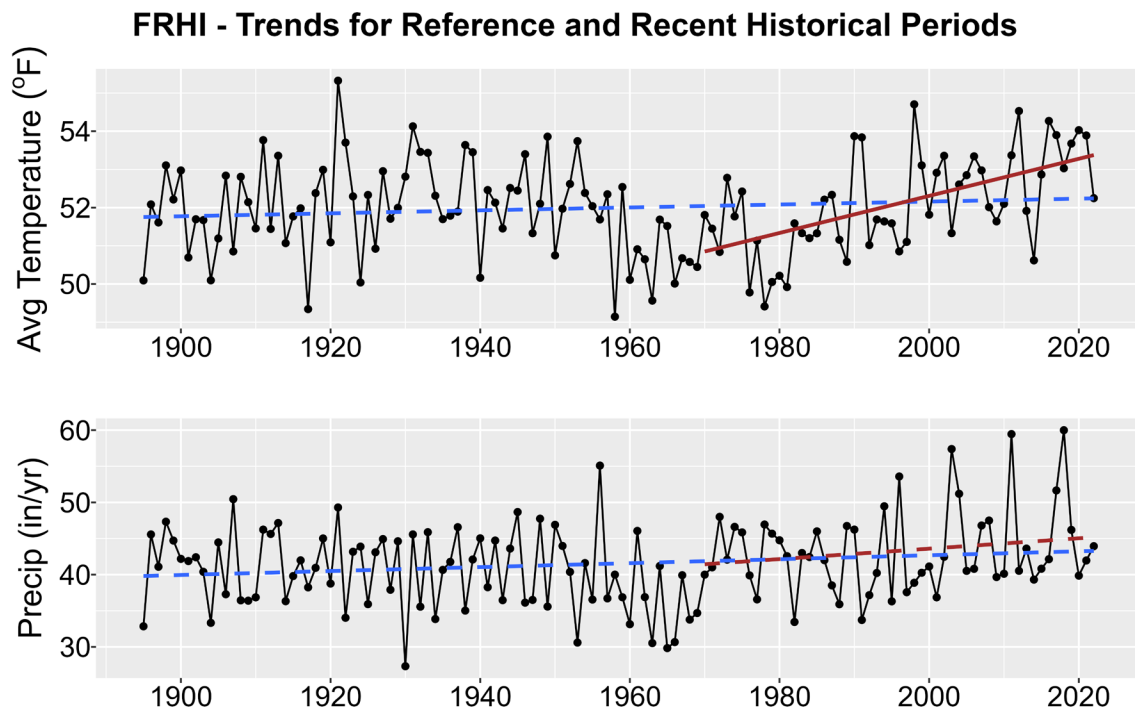 FRHI - Trends for Reference and Recent Historical Periods
Avg Temperature (°F)
54
52
50
1900 1920 1940 1960 1980 2000 2020
Precip (in/yr)
60
50
40
30
1900 1920 1940 1960 1980 2000 2020